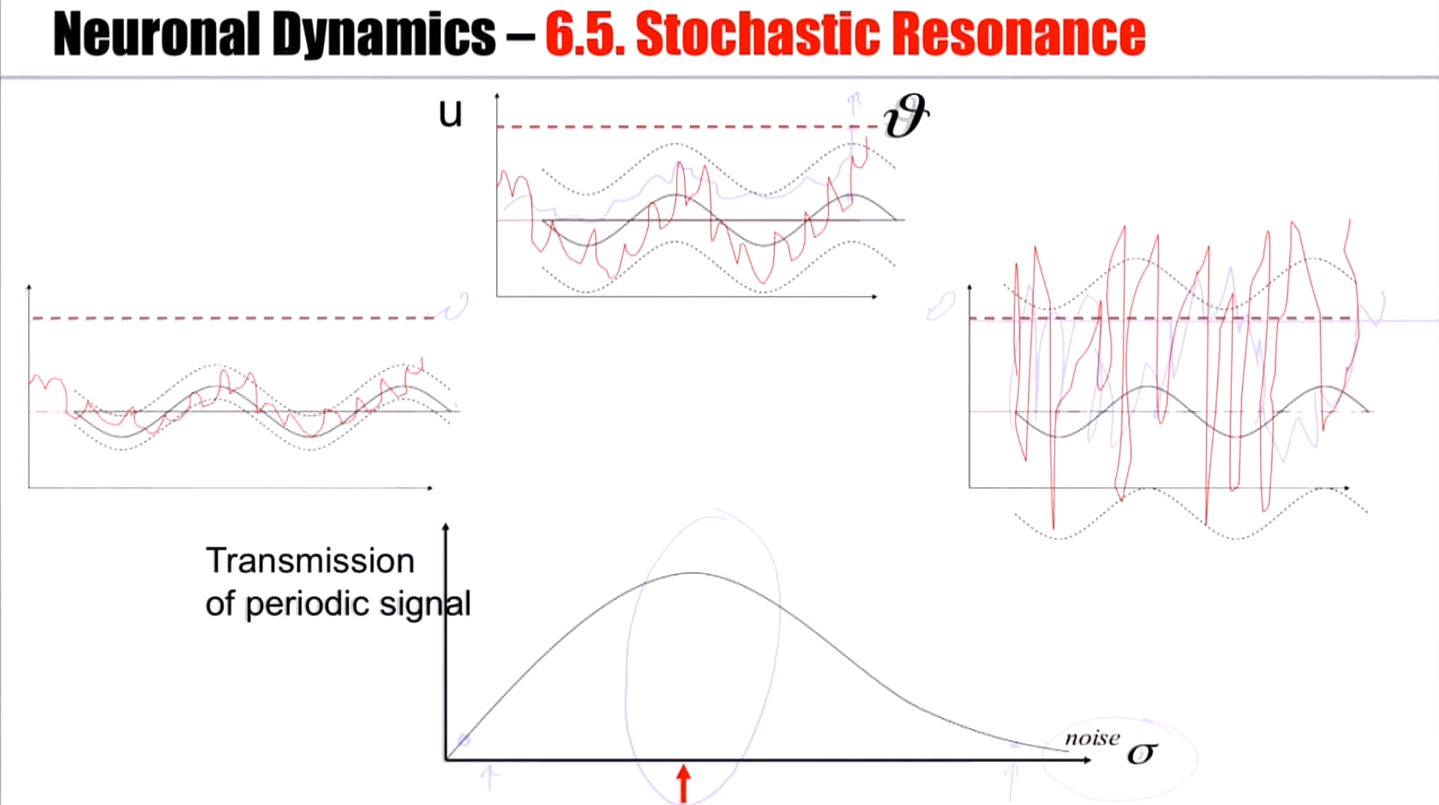 Neuronal Dynamics – 6.5. Stochastic Resonance
u
ϑ
Transmission
of periodic signal
noise σ